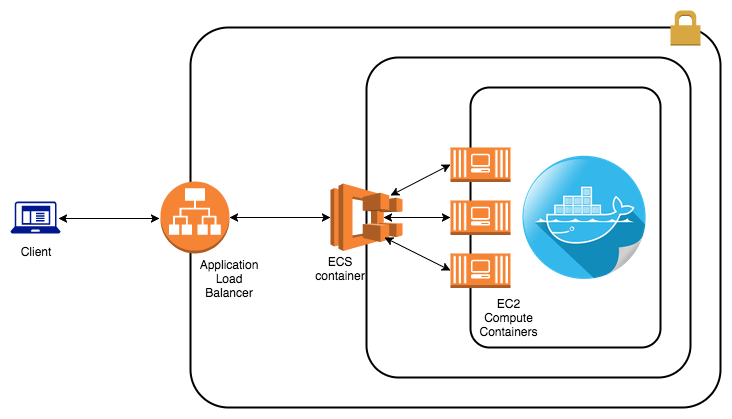 Client
Application
Load
Balancer
ECS
container
EC2
Compute
Containers